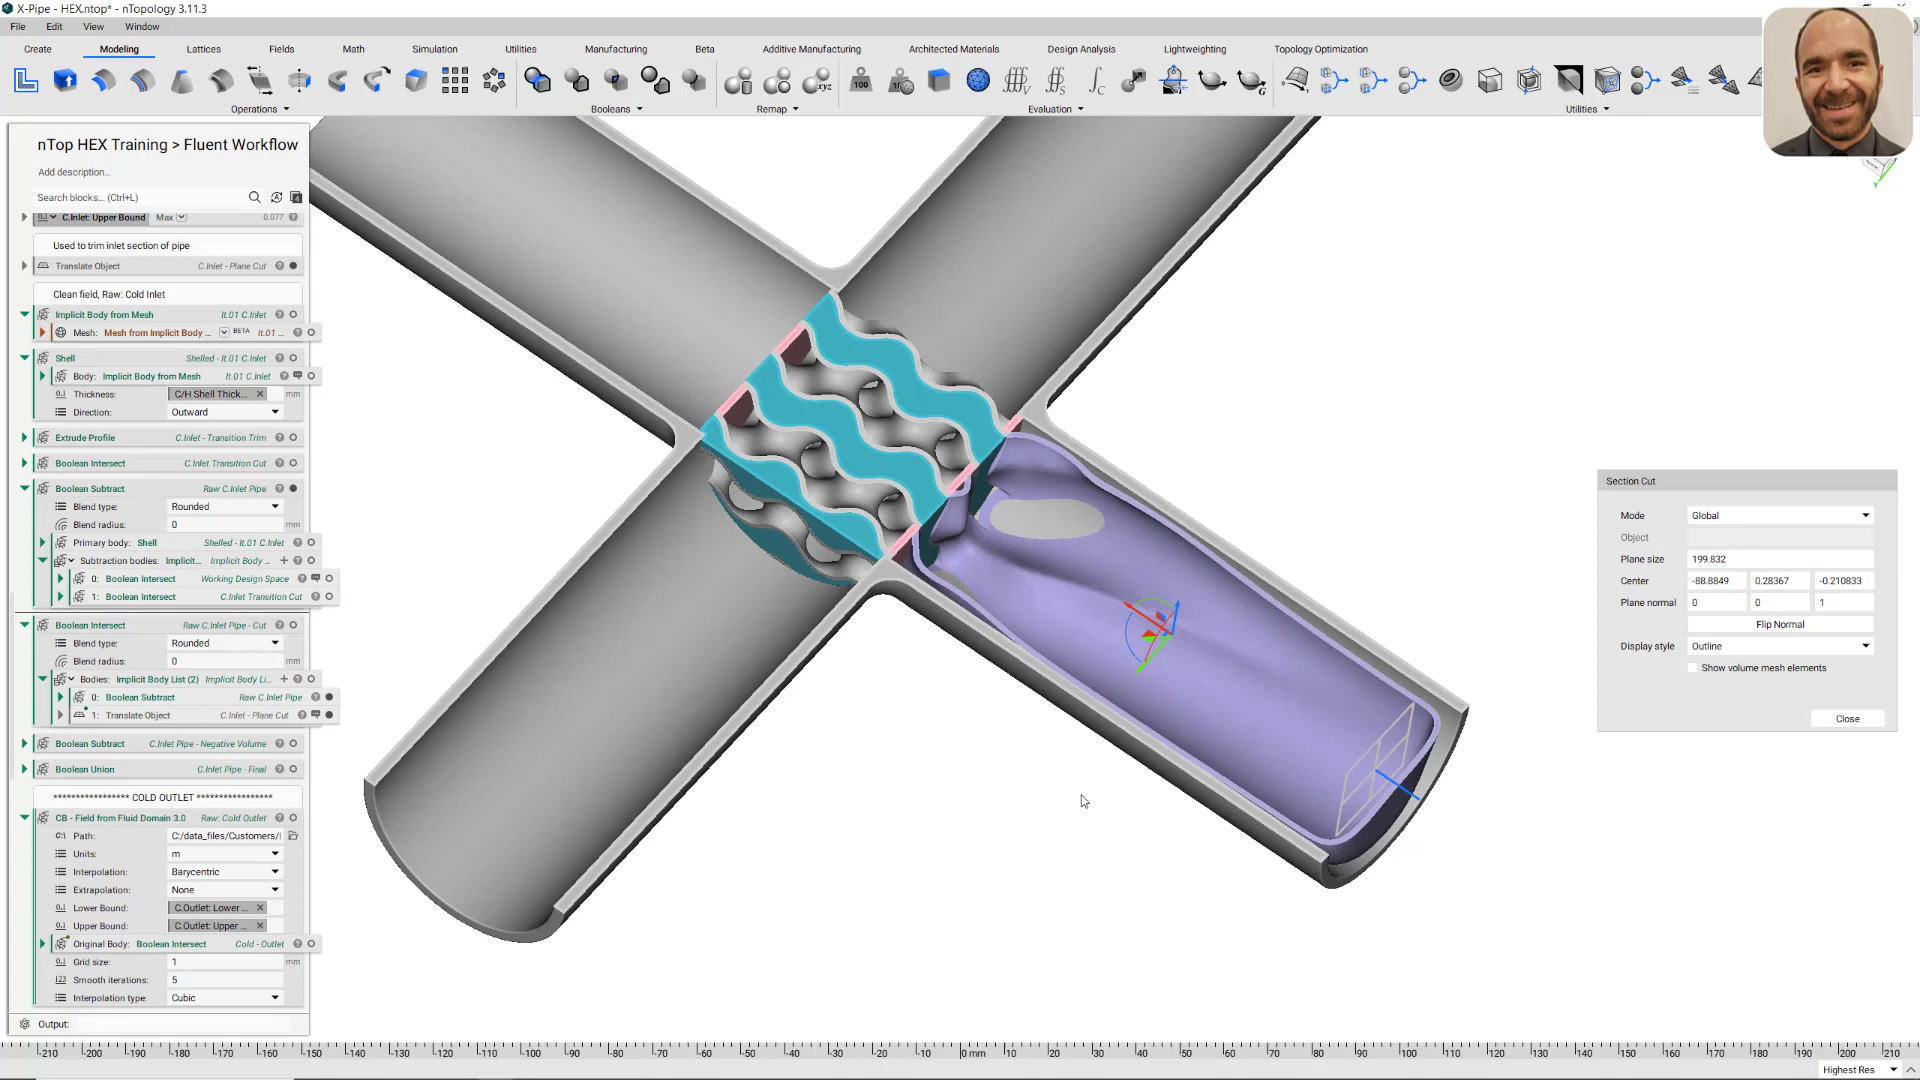 X-Pipe - HEX.ntop* - nTopology 3.11.3
File Edit View Window
Create Modeling Lattices Fields Math Simulation Utilities Manufacturing Beta Additive Manufacturing Architected Materials Design Analysis Lightweighting Topology Optimization
Operations Booleans Remap Evaluation Utilities
nTop HEX Training > Fluent Workflow
Add description...
Search blocks... (Ctrl+L)
C.Inlet: Upper Bound Max 0.077
Used to trim inlet section of pipe
Translate Object C.Inlet - Plane Cut
Clean field, Raw: Cold Inlet
Implicit Body from Mesh It.01 C.Inlet
Mesh: Mesh from Implicit Body ... BETA It.01 ...
Shell Shelled - It.01 C.Inlet
Body: Implicit Body from Mesh It.01 C.Inlet
Thickness: C/H Shell Thick... mm
Direction: Outward
Extrude Profile C.Inlet - Transition Trim
Boolean Intersect C.Inlet Transition Cut
Boolean Subtract Raw C.Inlet Pipe
Blend type: Rounded
Blend radius: 0 mm
Primary body: Shell Shelled - It.01 C.Inlet
Subtraction bodies: Implicit... Implicit Body ...
0: Boolean Intersect Working Design Space
1: Boolean Intersect C.Inlet Transition Cut
Boolean Intersect Raw C.Inlet Pipe - Cut
Blend type: Rounded
Blend radius: 0 mm
Bodies: Implicit Body List (2) Implicit Body Li...
0: Boolean Subtract Raw C.Inlet Pipe
1: Translate Object C.Inlet - Plane Cut
Boolean Subtract C.Inlet Pipe - Negative Volume
Boolean Union C.Inlet Pipe - Final
***************** COLD OUTLET *****************
CB - Field from Fluid Domain 3.0 Raw: Cold Outlet
Path: C:/data_files/Customers/
Units: m
Interpolation: Barycentric
Extrapolation: None
Lower Bound: C.Outlet: Lower ...
Upper Bound: C.Outlet: Upper ...
Original Body: Boolean Intersect Cold - Outlet
Grid size: 1 mm
Smooth iterations: 5
Interpolation type: Cubic
Output:
Section Cut
Mode Global
Object
Plane size 199.832
Center -88.8849 0.28367 -0.210833
Plane normal 0 0 1
Flip Normal
Display style Outline
Show volume mesh elements
Close
-210 -200 -190 -180 -170 -160 -150 -140 -130 -120 -110 -100 -90 -80 -70 -60 -50 -40 -30 -20 -10 0 mm 10 20 30 40 50 60 70 80 90 100 110 120 130 140 150 160 170 180 190 200 210
Highest Res